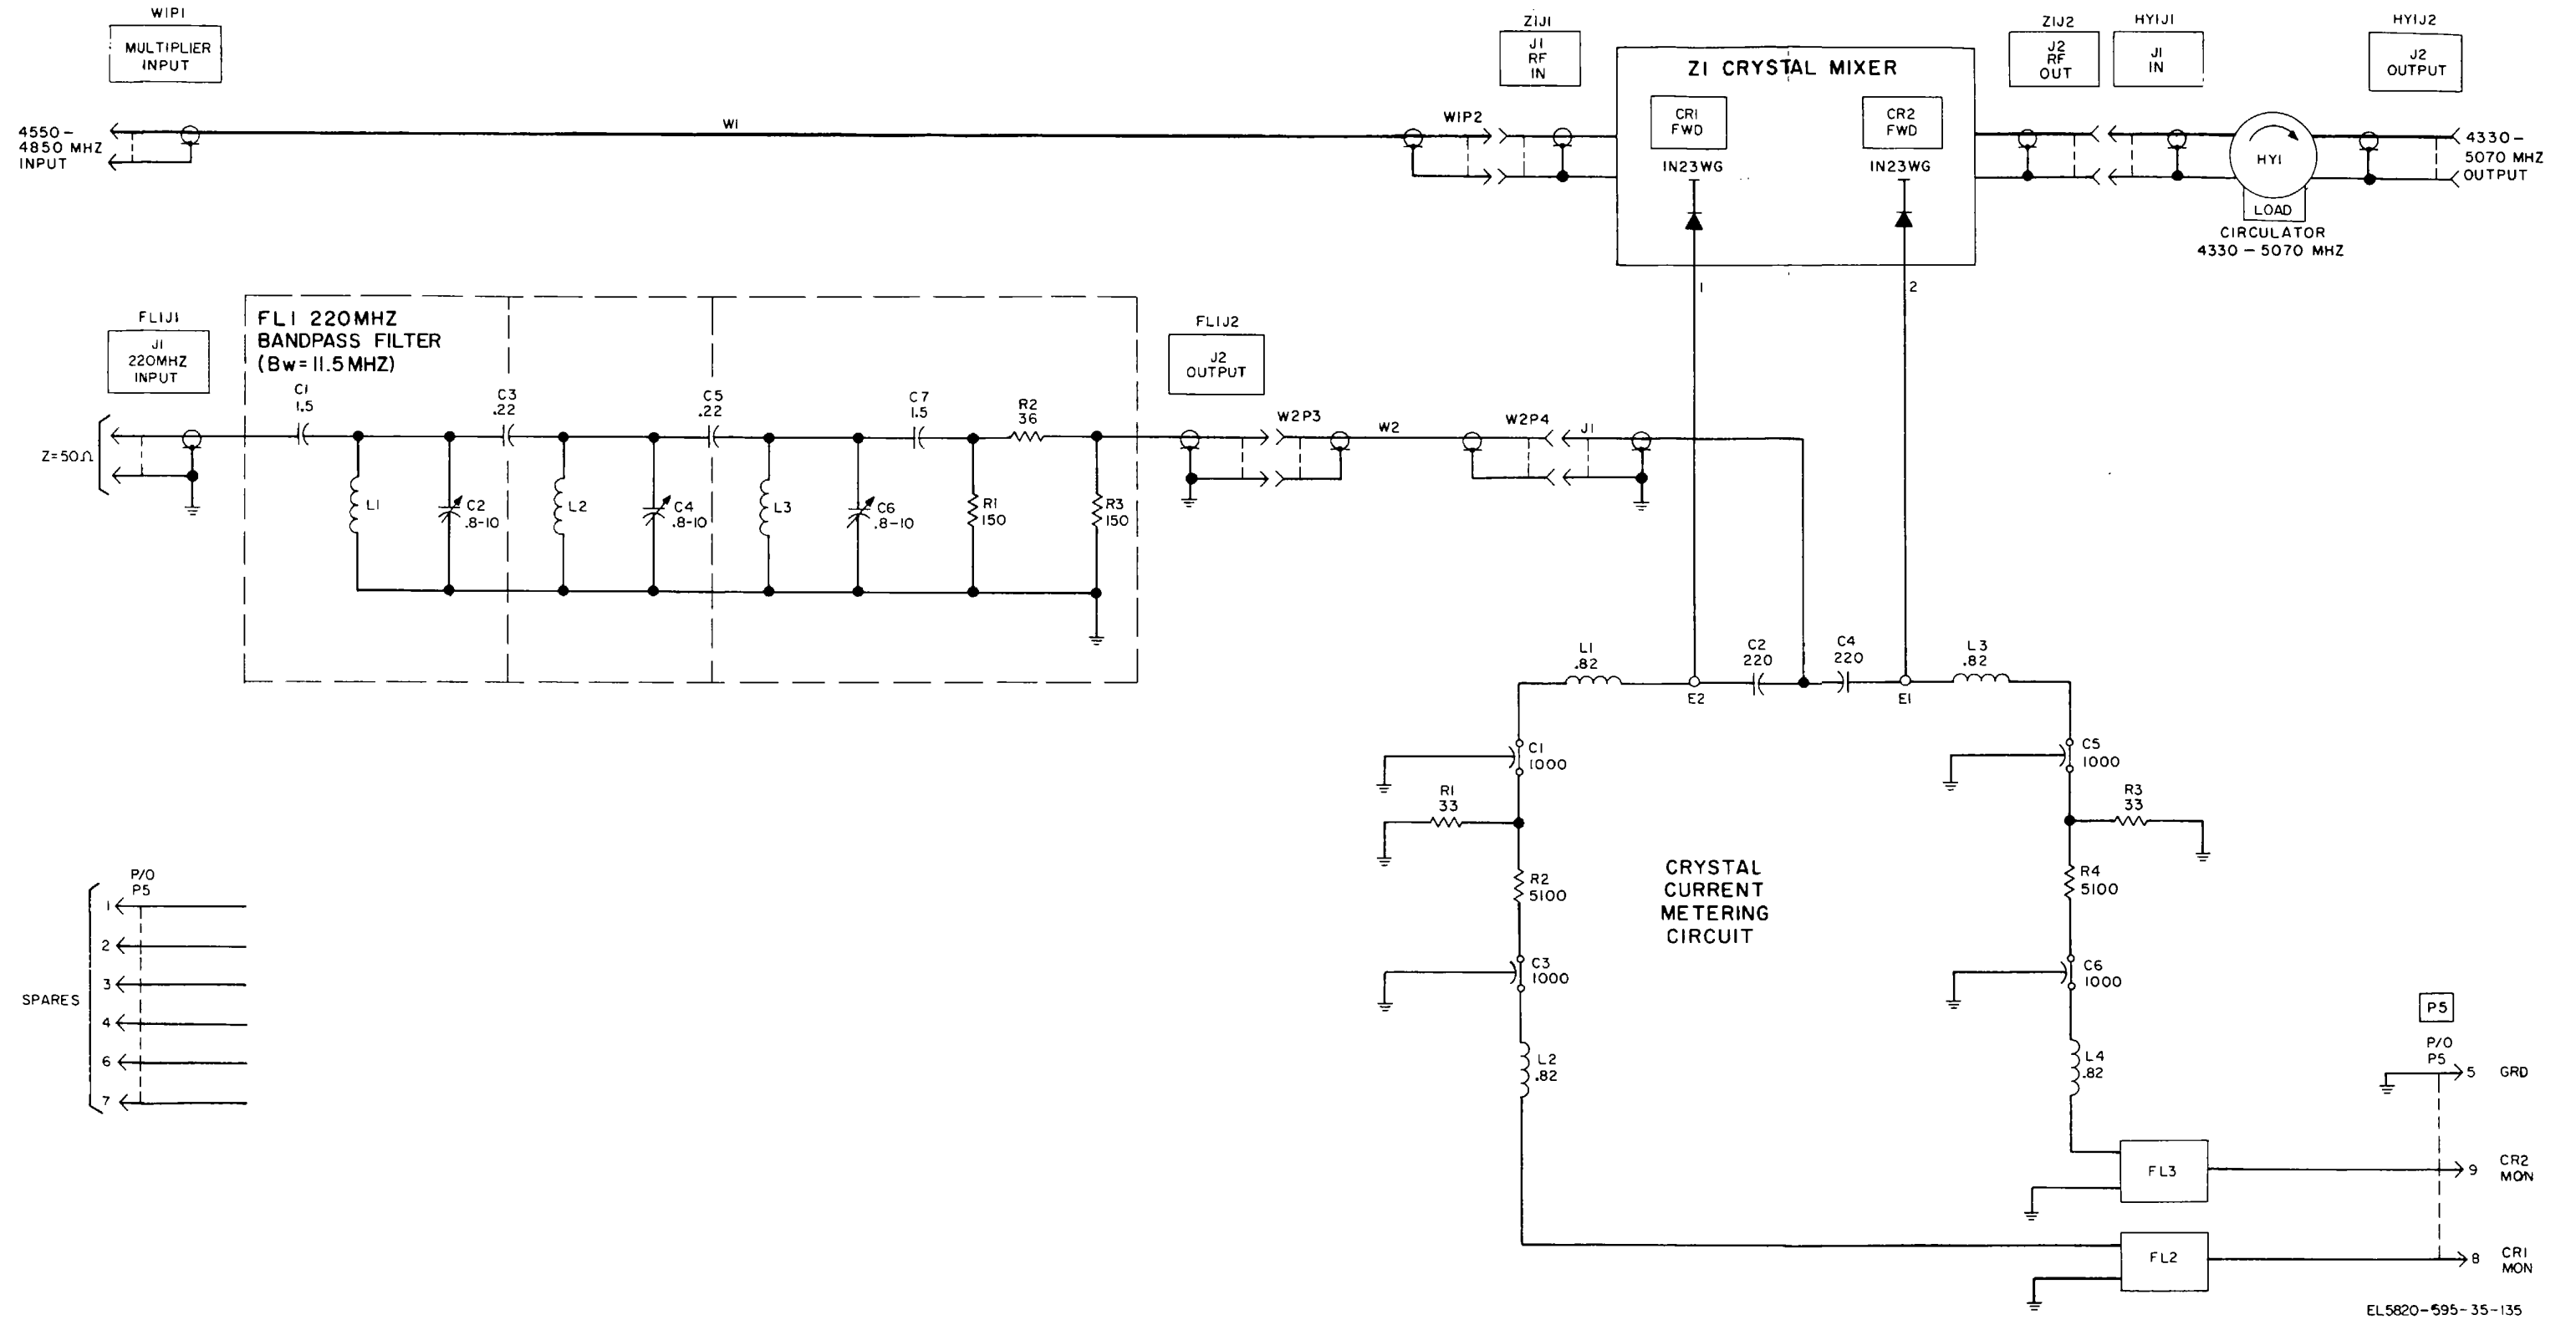 WIP1
MULTIPLIER
INPUT
4550-
4850 MHZ
INPUT
W1
WIP2
Z1J1
J1
RF
IN
Z1 CRYSTAL MIXER
CR1
FWD
IN23WG
CR2
FWD
IN23WG
1
2
Z1J2
J2
RF
OUT
HY1J1
J1
IN
HY1
LOAD
CIRCULATOR
4330 - 5070 MHZ
HY1J2
J2
OUTPUT
4330-
5070 MHZ
OUTPUT
FL1J1
J1
220MHZ
INPUT
Z=50Ω
FL1 220MHZ
BANDPASS FILTER
(BW=11.5MHZ)
C1
1.5
C3
.22
C5
.22
C7
1.5
R2
36
L1
C2
.8-10
L2
C4
.8-10
L3
C6
.8-10
R1
150
R3
150
FL1J2
J2
OUTPUT
W2P3
W2
W2P4
J1
L1
.82
E2
C2
220
C4
220
E1
L3
.82
C1
1000
R1
33
R2
5100
C3
1000
L2
.82
CRYSTAL
CURRENT
METERING
CIRCUIT
C5
1000
R3
33
R4
5100
C6
1000
L4
.82
FL3
FL2
P/O
P5
SPARES
1
2
3
4
6
7
P5
P/O
P5
5 GRD
9 CR2
MON
8 CR1
MON
EL5820-595-35-135